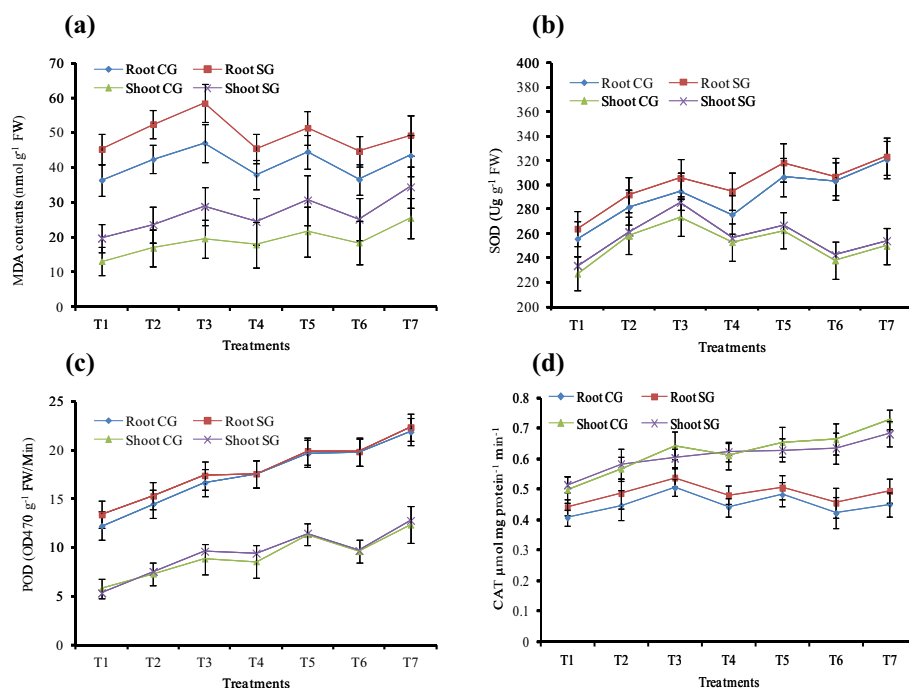 (a)
Root CG Root SG
Shoot CG Shoot SG
MDA contents (nmol g⁻¹ FW)
70
60
50
40
30
20
10
0
T1 T2 T3 T4 T5 T6 T7
Treatments
(b)
Root CG Root SG
Shoot CG Shoot SG
SOD (Ug g⁻¹ FW)
400
380
360
340
320
300
280
260
240
220
200
T1 T2 T3 T4 T5 T6 T7
Treatments
(c)
Root CG Root SG
Shoot CG Shoot SG
POD (OD470 g⁻¹ FW/Min)
25
20
15
10
5
0
T1 T2 T3 T4 T5 T6 T7
Treatments
(d)
Root CG Root SG
Shoot CG Shoot SG
CAT µmol mg protein⁻¹ min⁻¹
0.8
0.7
0.6
0.5
0.4
0.3
0.2
0.1
0
T1 T2 T3 T4 T5 T6 T7
Treatments